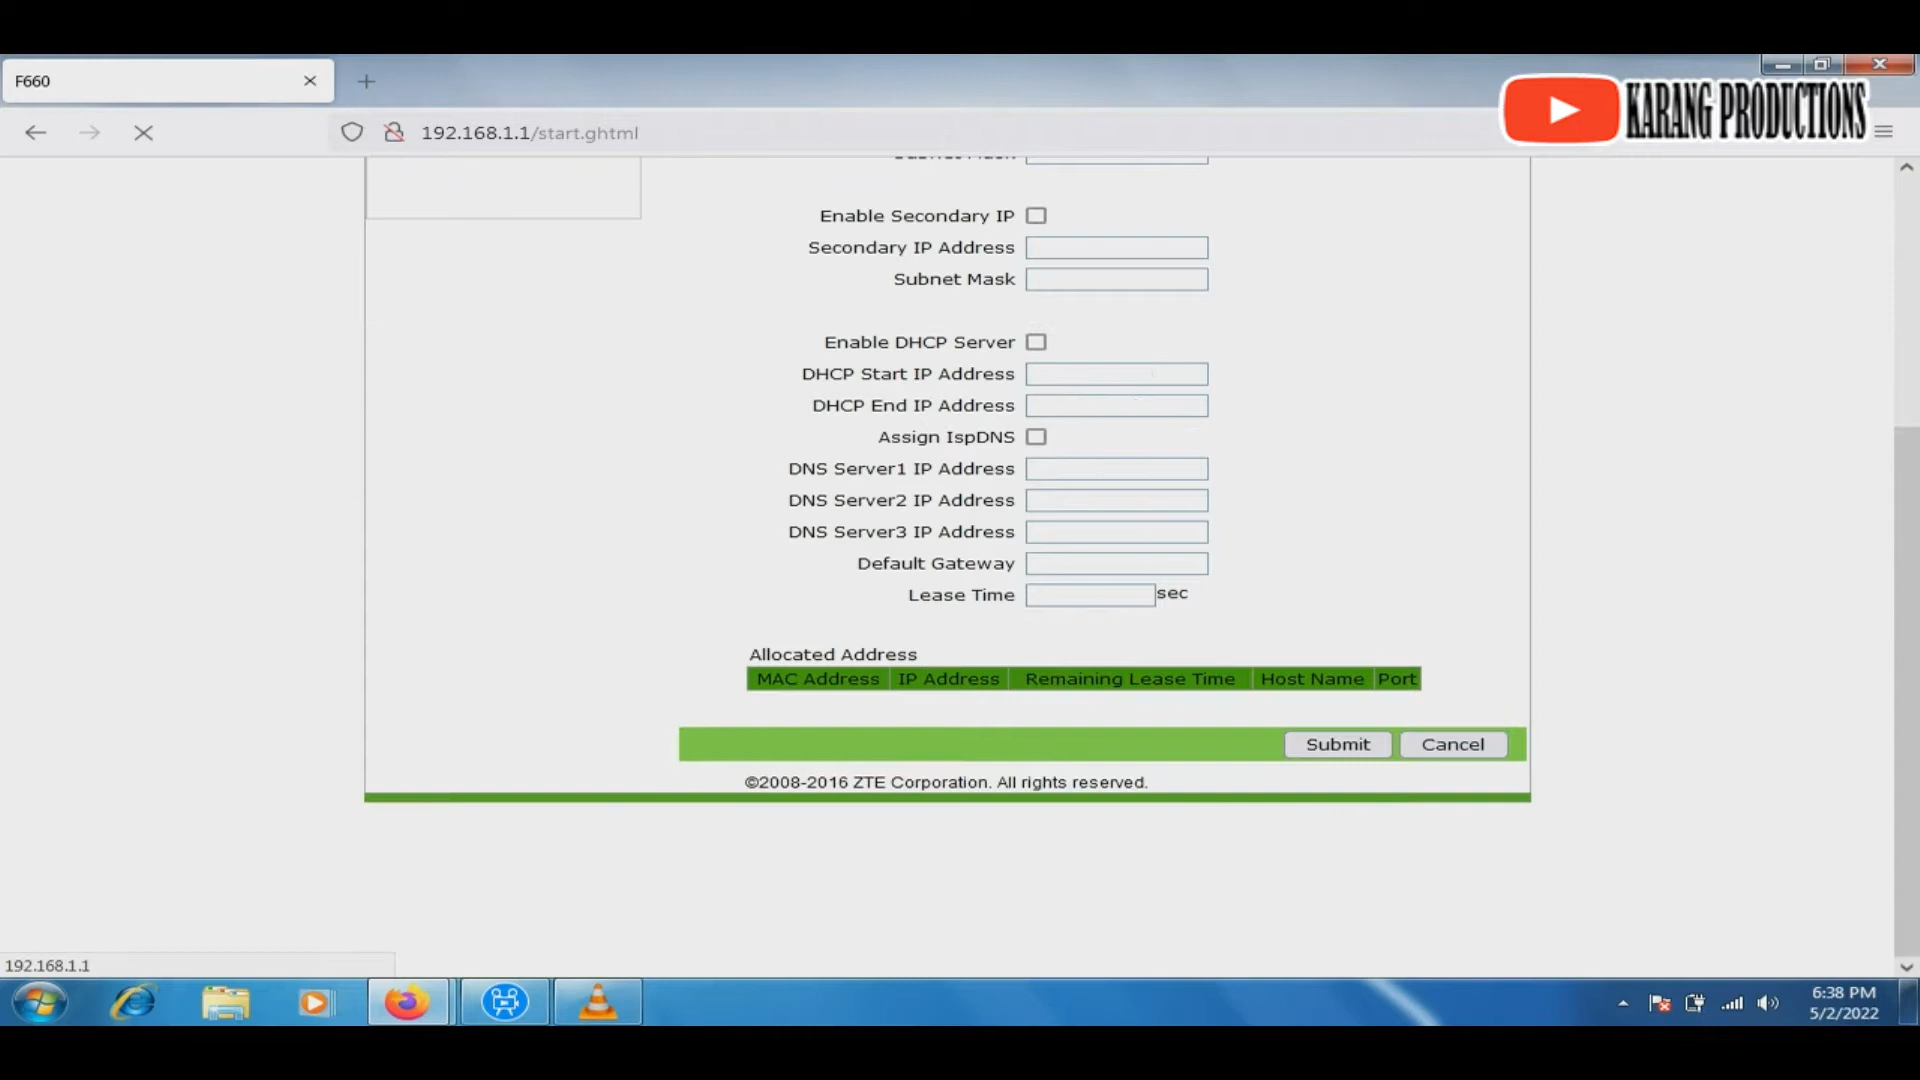 F660
KARANG PRODUCTIONS
192.168.1.1/start.ghtml
Subnet Mask
Enable Secondary IP
Secondary IP Address
Subnet Mask
Enable DHCP Server
DHCP Start IP Address
DHCP End IP Address
Assign IspDNS
DNS Server1 IP Address
DNS Server2 IP Address
DNS Server3 IP Address
Default Gateway
Lease Time sec
Allocated Address
MAC Address IP Address Remaining Lease Time Host Name Port
Submit Cancel
©2008-2016 ZTE Corporation. All rights reserved.
192.168.1.1
6:38 PM
5/2/2022